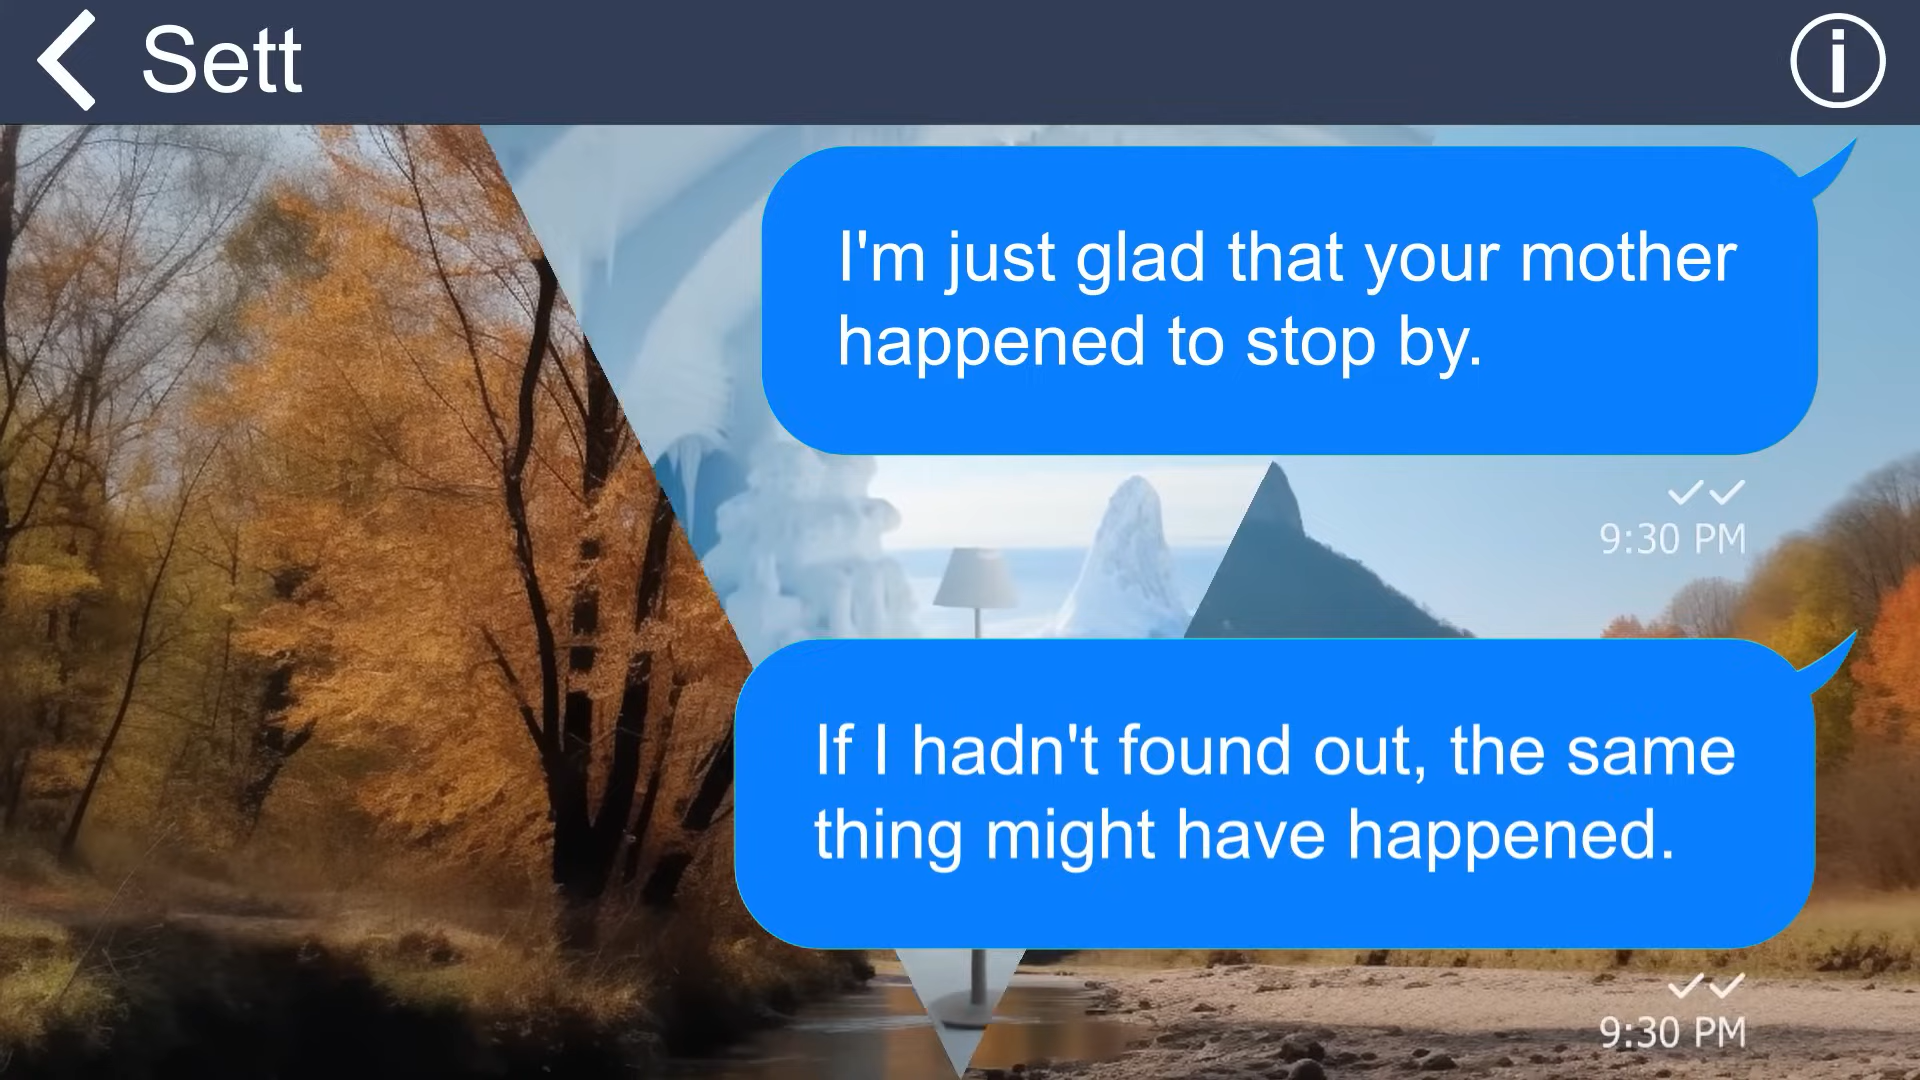 Sett
I'm just glad that your mother
happened to stop by.
9:30 PM
If I hadn't found out, the same
thing might have happened.
9:30 PM